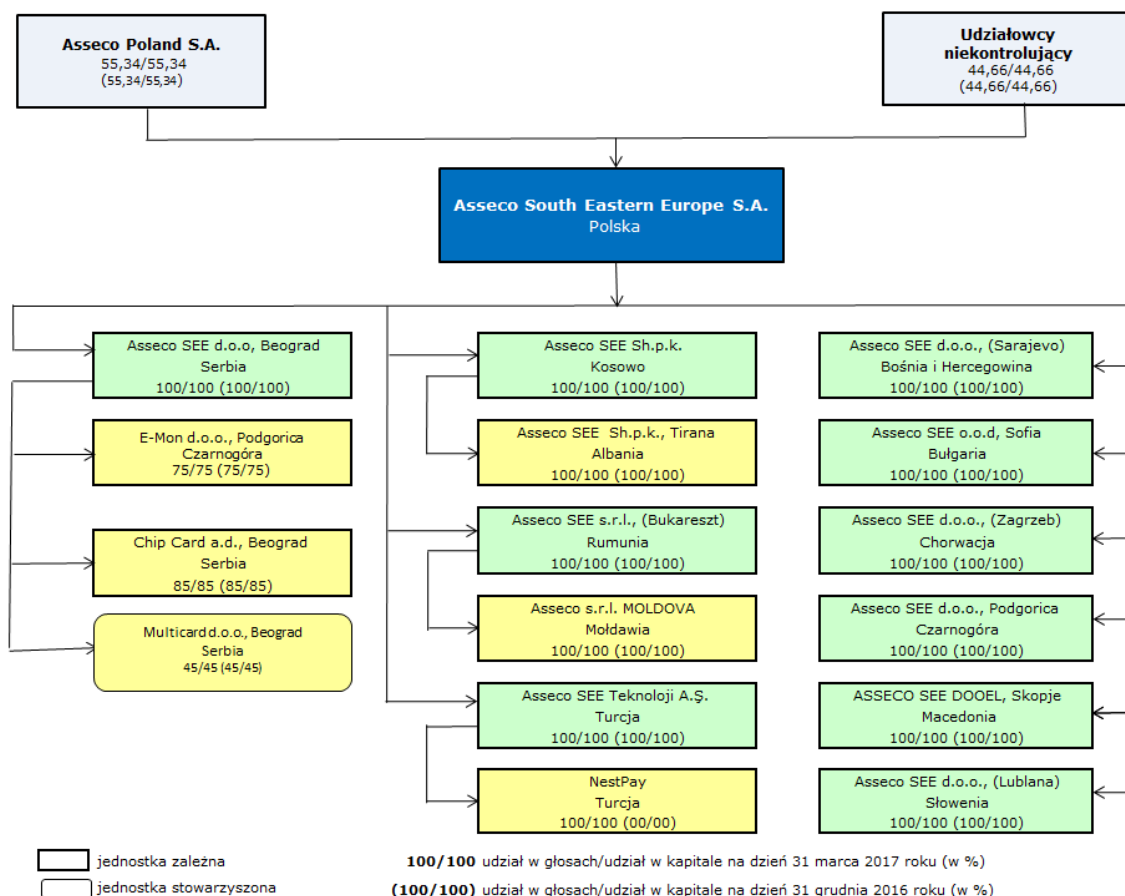 Asseco Poland S.A.
55,34/55,34
(55,34/55,34)
Udziałowcy
niekontrolujący
44,66/44,66
(44,66/44,66)
Asseco South Eastern Europe S.A.
Polska
Asseco SEE d.o.o, Beograd
Serbia
100/100 (100/100)
E-Mon d.o.o., Podgorica
Czarnogóra
75/75 (75/75)
Chip Card a.d., Beograd
Serbia
85/85 (85/85)
Multicard d.o.o., Beograd
Serbia
45/45 (45/45)
Asseco SEE Sh.p.k.
Kosowo
100/100 (100/100)
Asseco SEE Sh.p.k., Tirana
Albania
100/100 (100/100)
Asseco SEE s.r.l., (Bukareszt)
Rumunia
100/100 (100/100)
Asseco s.r.l. MOLDOVA
Mołdawia
100/100 (100/100)
Asseco SEE Teknoloji A.Ş.
Turcja
100/100 (100/100)
NestPay
Turcja
100/100 (00/00)
Asseco SEE d.o.o., (Sarajevo)
Bośnia i Hercegowina
100/100 (100/100)
Asseco SEE o.o.d, Sofia
Bułgaria
100/100 (100/100)
Asseco SEE d.o.o., (Zagrzeb)
Chorwacja
100/100 (100/100)
Asseco SEE d.o.o., Podgorica
Czarnogóra
100/100 (100/100)
ASSECO SEE DOOEL, Skopje
Macedonia
100/100 (100/100)
Asseco SEE d.o.o., (Lublana)
Słowenia
100/100 (100/100)
jednostka zależna
100/100 udział w głosach/udział w kapitale na dzień 31 marca 2017 roku (w %)
jednostka stowarzyszona
(100/100) udział w głosach/udział w kapitale na dzień 31 grudnia 2016 roku (w %)